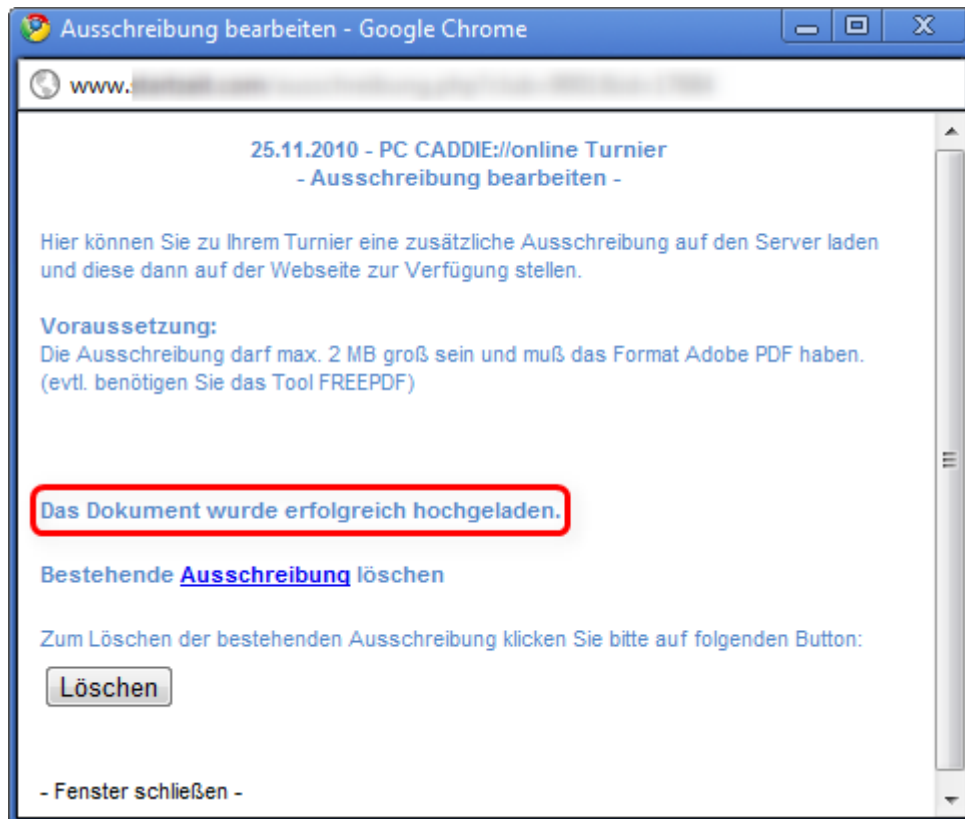 Ausschreibung bearbeiten - Google Chrome
www.
25.11.2010 - PC CADDIE://online Turnier
- Ausschreibung bearbeiten -
Hier können Sie zu Ihrem Turnier eine zusätzliche Ausschreibung auf den Server laden
und diese dann auf der Webseite zur Verfügung stellen.
Voraussetzung:
Die Ausschreibung darf max. 2 MB groß sein und muß das Format Adobe PDF haben.
(evtl. benötigen Sie das Tool FREEPDF)
Das Dokument wurde erfolgreich hochgeladen.
Bestehende Ausschreibung löschen
Zum Löschen der bestehenden Ausschreibung klicken Sie bitte auf folgenden Button:
Löschen
- Fenster schließen -